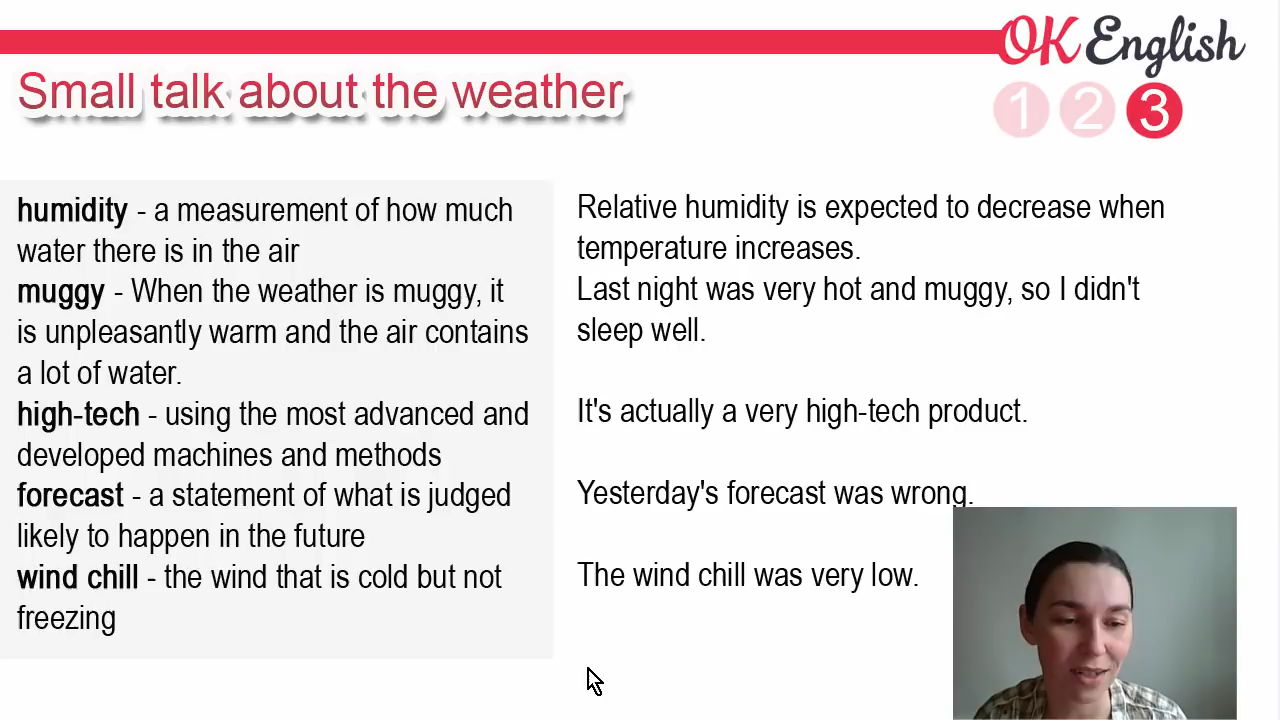 OK English
Small talk about the weather
1 2 3
humidity - a measurement of how much
water there is in the air
muggy - When the weather is muggy, it
is unpleasantly warm and the air contains
a lot of water.
high-tech - using the most advanced and
developed machines and methods
forecast - a statement of what is judged
likely to happen in the future
wind chill - the wind that is cold but not
freezing
Relative humidity is expected to decrease when
temperature increases.
Last night was very hot and muggy, so I didn't
sleep well.
It's actually a very high-tech product.
Yesterday's forecast was wrong.
The wind chill was very low.